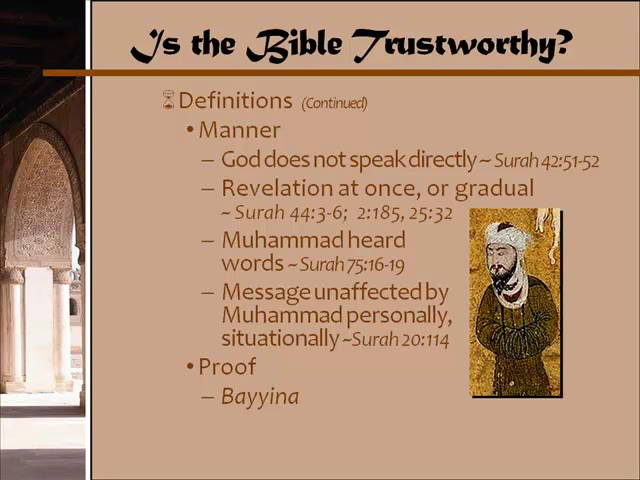 Is the Bible Trustworthy?
Definitions (Continued)
• Manner
– God does not speak directly ~ Surah 42:51-52
– Revelation at once, or gradual
~ Surah 44:3-6; 2:185, 25:32
– Muhammad heard
words ~ Surah 75:16-19
– Message unaffected by
Muhammad personally,
situationally ~Surah 20:114
• Proof
– Bayyina